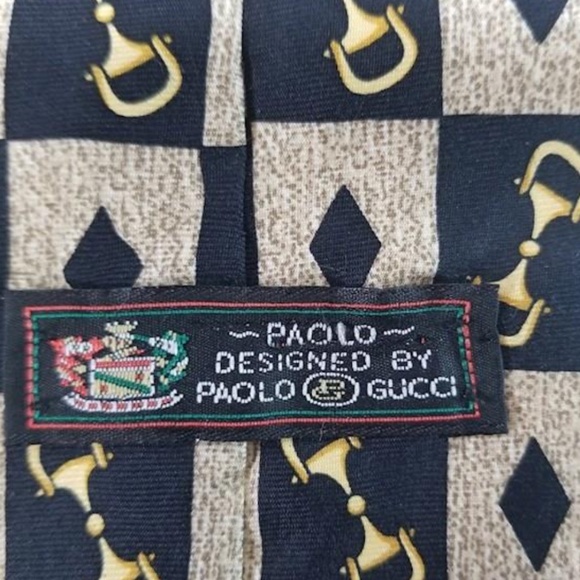 ~ PAOLO ~
DESIGNED BY
PAOLO GUCCI